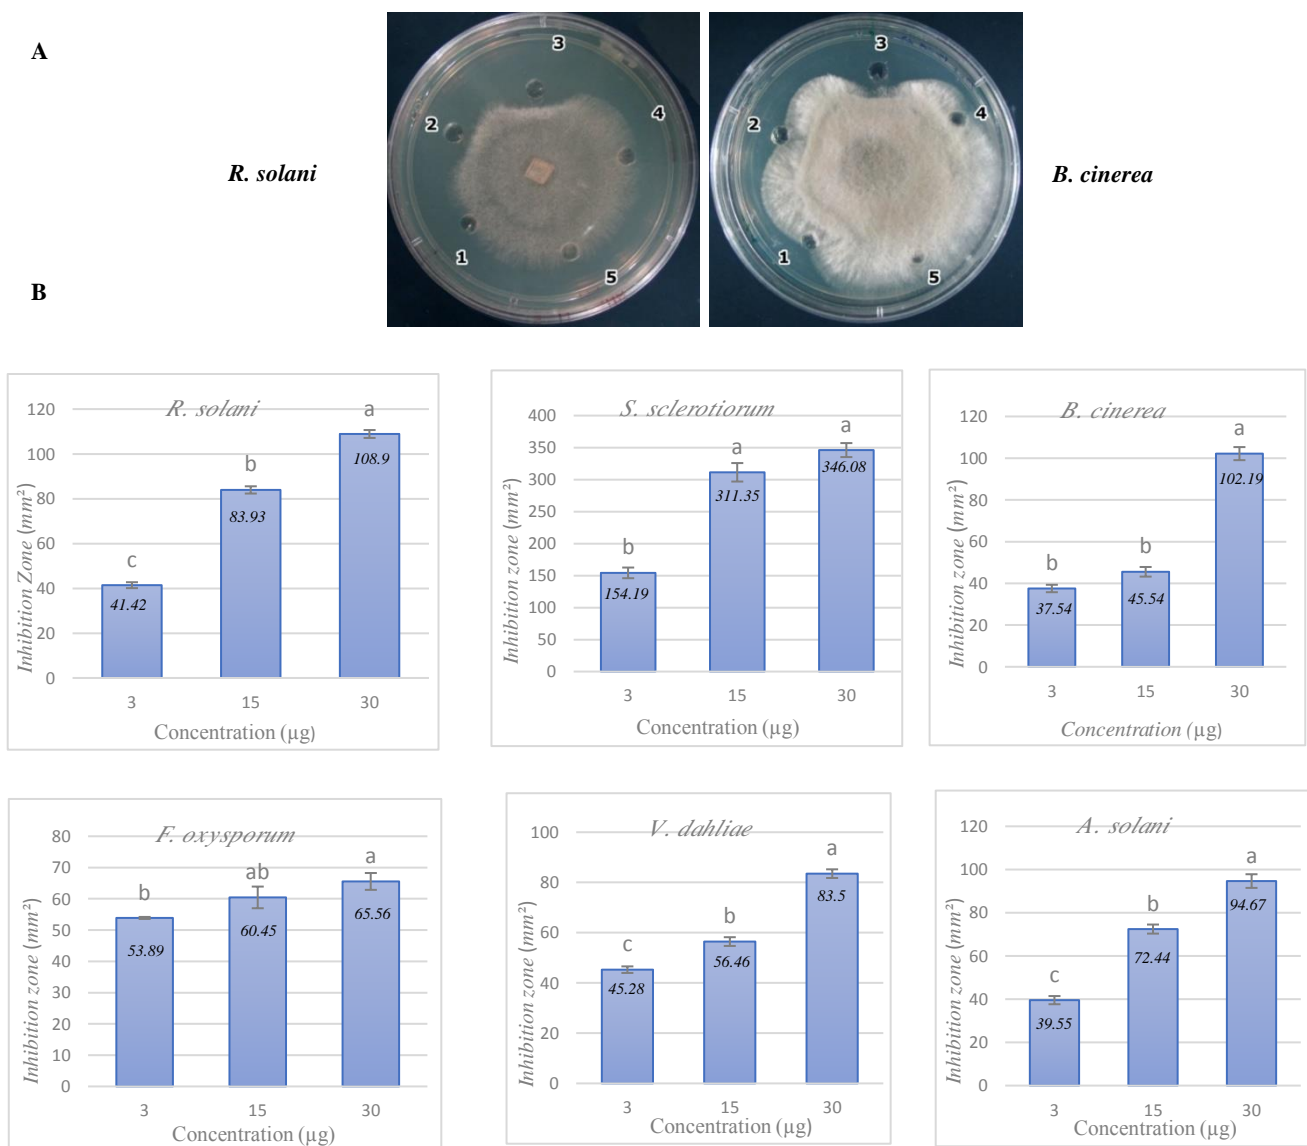 A
R. solani
1
2
3
4
5
1
2
3
4
5
B. cinerea
B
R. solani
Inhibition Zone (mm²)
120
100
80
60
40
20
0
c
b
a
41.42
83.93
108.9
3
15
30
Concentration (µg)
S. sclerotiorum
Inhibition zone (mm²)
400
350
300
250
200
150
100
50
0
b
a
a
154.19
311.35
346.08
3
15
30
Concentration (µg)
B. cinerea
Inhibition zone (mm²)
120
100
80
60
40
20
0
b
b
a
37.54
45.54
102.19
3
15
30
Concentration (µg)
F. oxysporum
Inhibition zone (mm²)
80
70
60
50
40
30
20
10
0
b
ab
a
53.89
60.45
65.56
3
15
30
Concentration (µg)
V. dahliae
Inhibition zone (mm²)
100
80
60
40
20
0
c
b
a
45.28
56.46
83.5
3
15
30
Concentration (µg)
A. solani
Inhibition zone (mm²)
120
100
80
60
40
20
0
c
b
a
39.55
72.44
94.67
3
15
30
Concentration (µg)